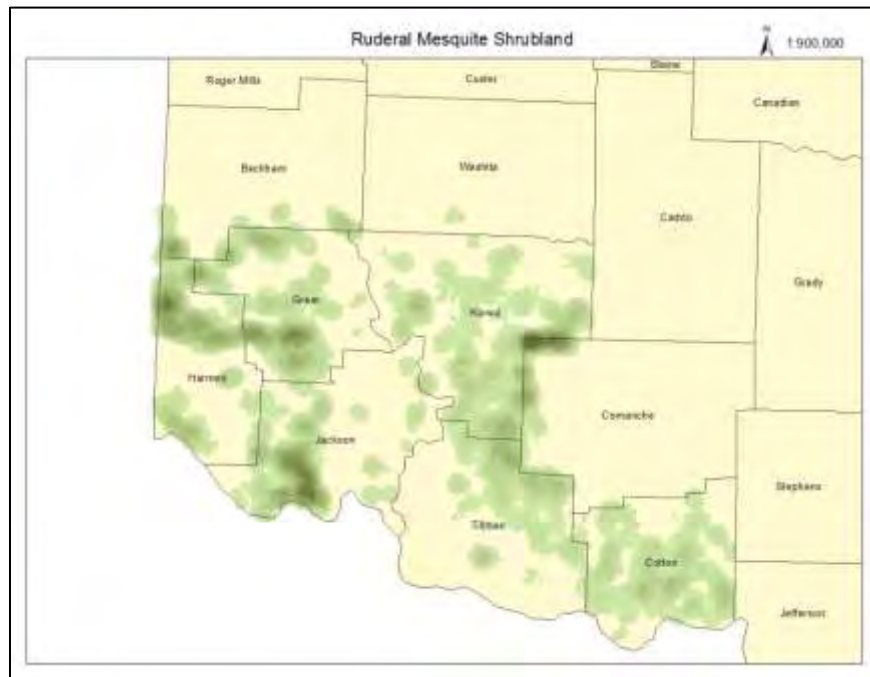 Ruderal Mesquite Shrubland
N
1:900,000
Roger Mills
Custer
Blaine
Canadian
Beckham
Washita
Caddo
Grady
Greer
Kiowa
Harmon
Jackson
Comanche
Stephens
Tillman
Cotton
Jefferson